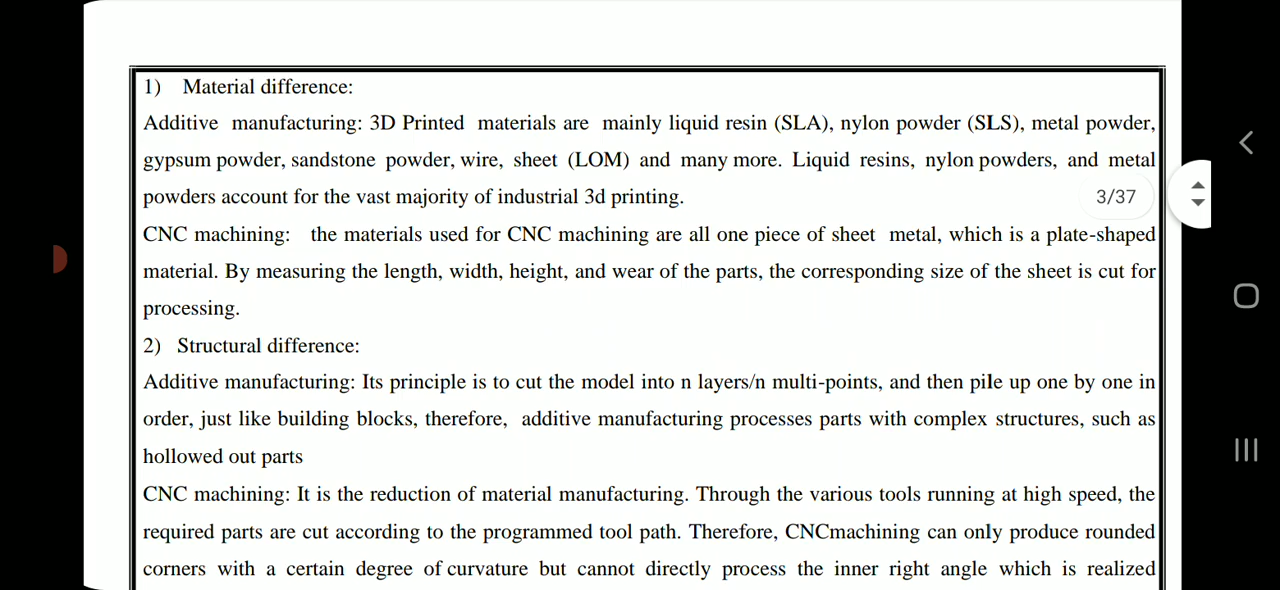 1) Material difference:
Additive manufacturing: 3D Printed materials are mainly liquid resin (SLA), nylon powder (SLS), metal powder,
gypsum powder, sandstone powder, wire, sheet (LOM) and many more. Liquid resins, nylon powders, and metal
powders account for the vast majority of industrial 3d printing.
3/37
CNC machining: the materials used for CNC machining are all one piece of sheet metal, which is a plate-shaped
material. By measuring the length, width, height, and wear of the parts, the corresponding size of the sheet is cut for
processing.
2) Structural difference:
Additive manufacturing: Its principle is to cut the model into n layers/n multi-points, and then pile up one by one in
order, just like building blocks, therefore, additive manufacturing processes parts with complex structures, such as
hollowed out parts
CNC machining: It is the reduction of material manufacturing. Through the various tools running at high speed, the
required parts are cut according to the programmed tool path. Therefore, CNCmachining can only produce rounded
corners with a certain degree of curvature but cannot directly process the inner right angle which is realized